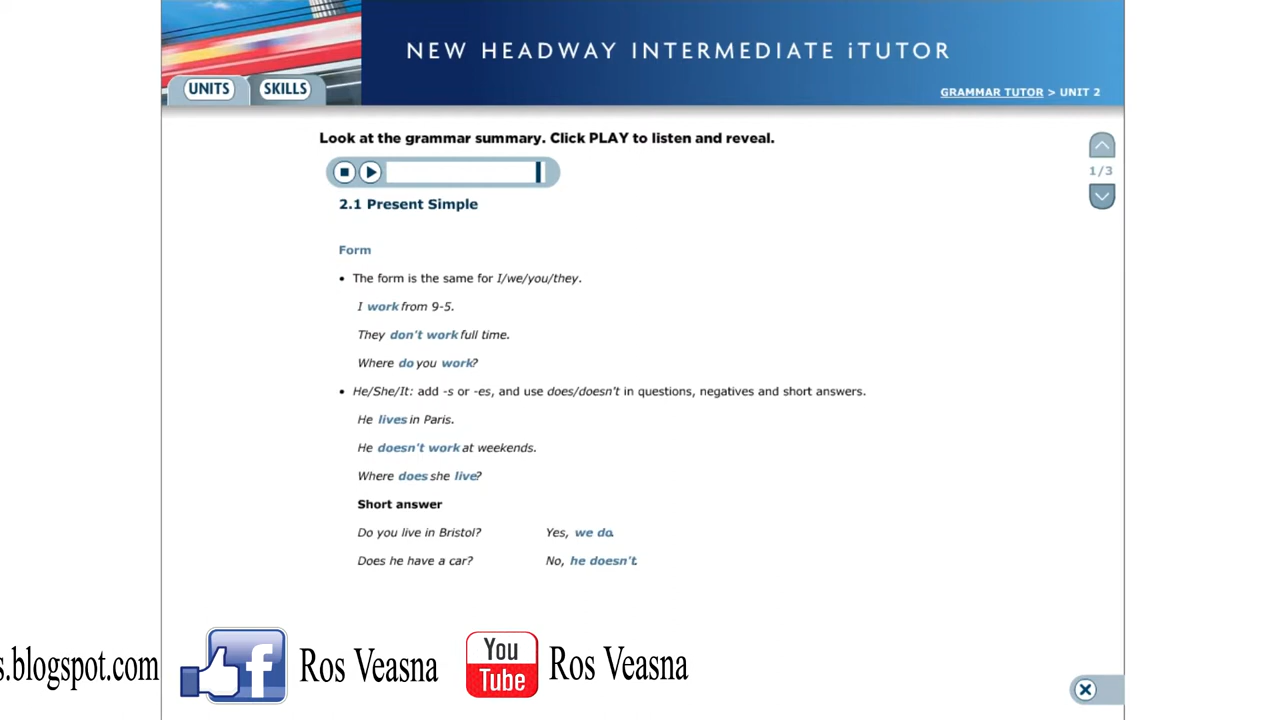 NEW HEADWAY INTERMEDIATE iTUTOR
UNITS SKILLS
GRAMMAR TUTOR > UNIT 2
Look at the grammar summary. Click PLAY to listen and reveal.
1/3
2.1 Present Simple
Form
• The form is the same for I/we/you/they.
I work from 9-5.
They don't work full time.
Where do you work?
• He/She/It: add -s or -es, and use does/doesn't in questions, negatives and short answers.
He lives in Paris.
He doesn't work at weekends.
Where does she live?
Short answer
Do you live in Bristol? Yes, we do.
Does he have a car? No, he doesn't.
s.blogspot.com Ros Veasna You Tube Ros Veasna